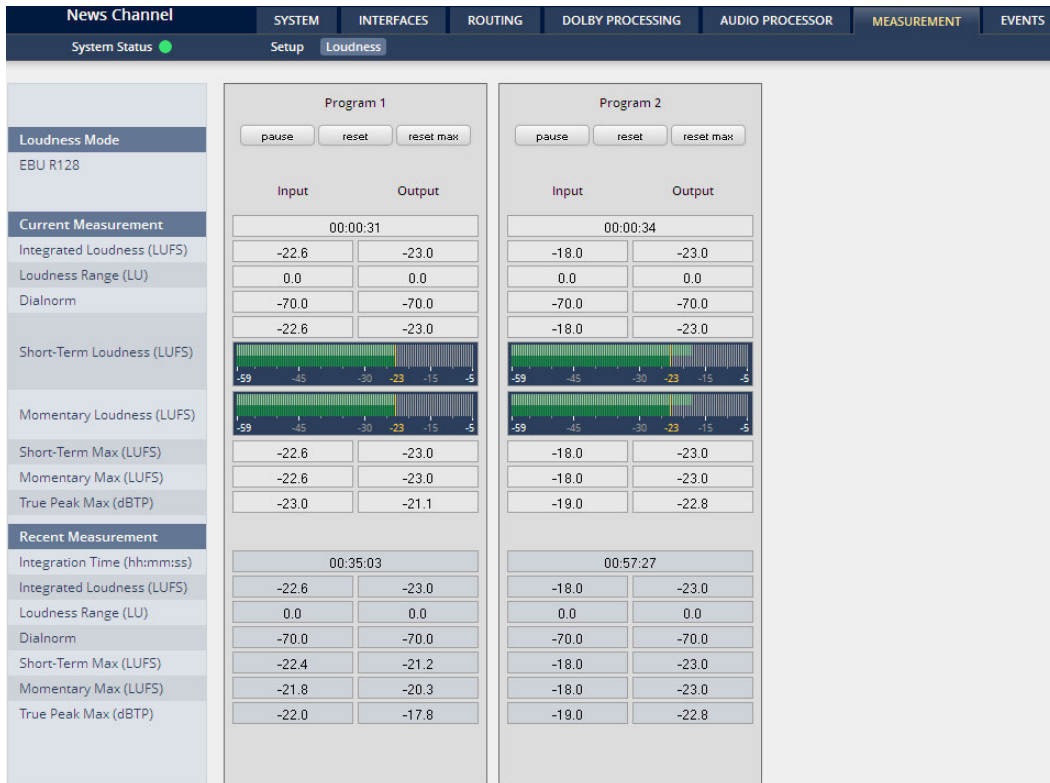 News Channel SYSTEM INTERFACES ROUTING DOLBY PROCESSING AUDIO PROCESSOR MEASUREMENT EVENTS
System Status Setup Loudness
Program 1 Program 2
Loudness Mode pause reset reset max pause reset reset max
EBU R128
Input Output Input Output
Current Measurement 00:00:31 00:00:34
Integrated Loudness (LUFS) -22.6 -23.0 -18.0 -23.0
Loudness Range (LU) 0.0 0.0 0.0 0.0
Dialnorm -70.0 -70.0 -70.0 -70.0
-22.6 -23.0 -18.0 -23.0
Short-Term Loudness (LUFS)
-59 -45 -30 -23 -15 -5 -59 -45 -30 -23 -15 -5
Momentary Loudness (LUFS)
-59 -45 -30 -23 -15 -5 -59 -45 -30 -23 -15 -5
Short-Term Max (LUFS) -22.6 -23.0 -18.0 -23.0
Momentary Max (LUFS) -22.6 -23.0 -18.0 -23.0
True Peak Max (dBTP) -23.0 -21.1 -19.0 -22.8
Recent Measurement
Integration Time (hh:mm:ss) 00:35:03 00:57:27
Integrated Loudness (LUFS) -22.6 -23.0 -18.0 -23.0
Loudness Range (LU) 0.0 0.0 0.0 0.0
Dialnorm -70.0 -70.0 -70.0 -70.0
Short-Term Max (LUFS) -22.4 -21.2 -18.0 -23.0
Momentary Max (LUFS) -21.8 -20.3 -18.0 -23.0
True Peak Max (dBTP) -22.0 -17.8 -19.0 -22.8